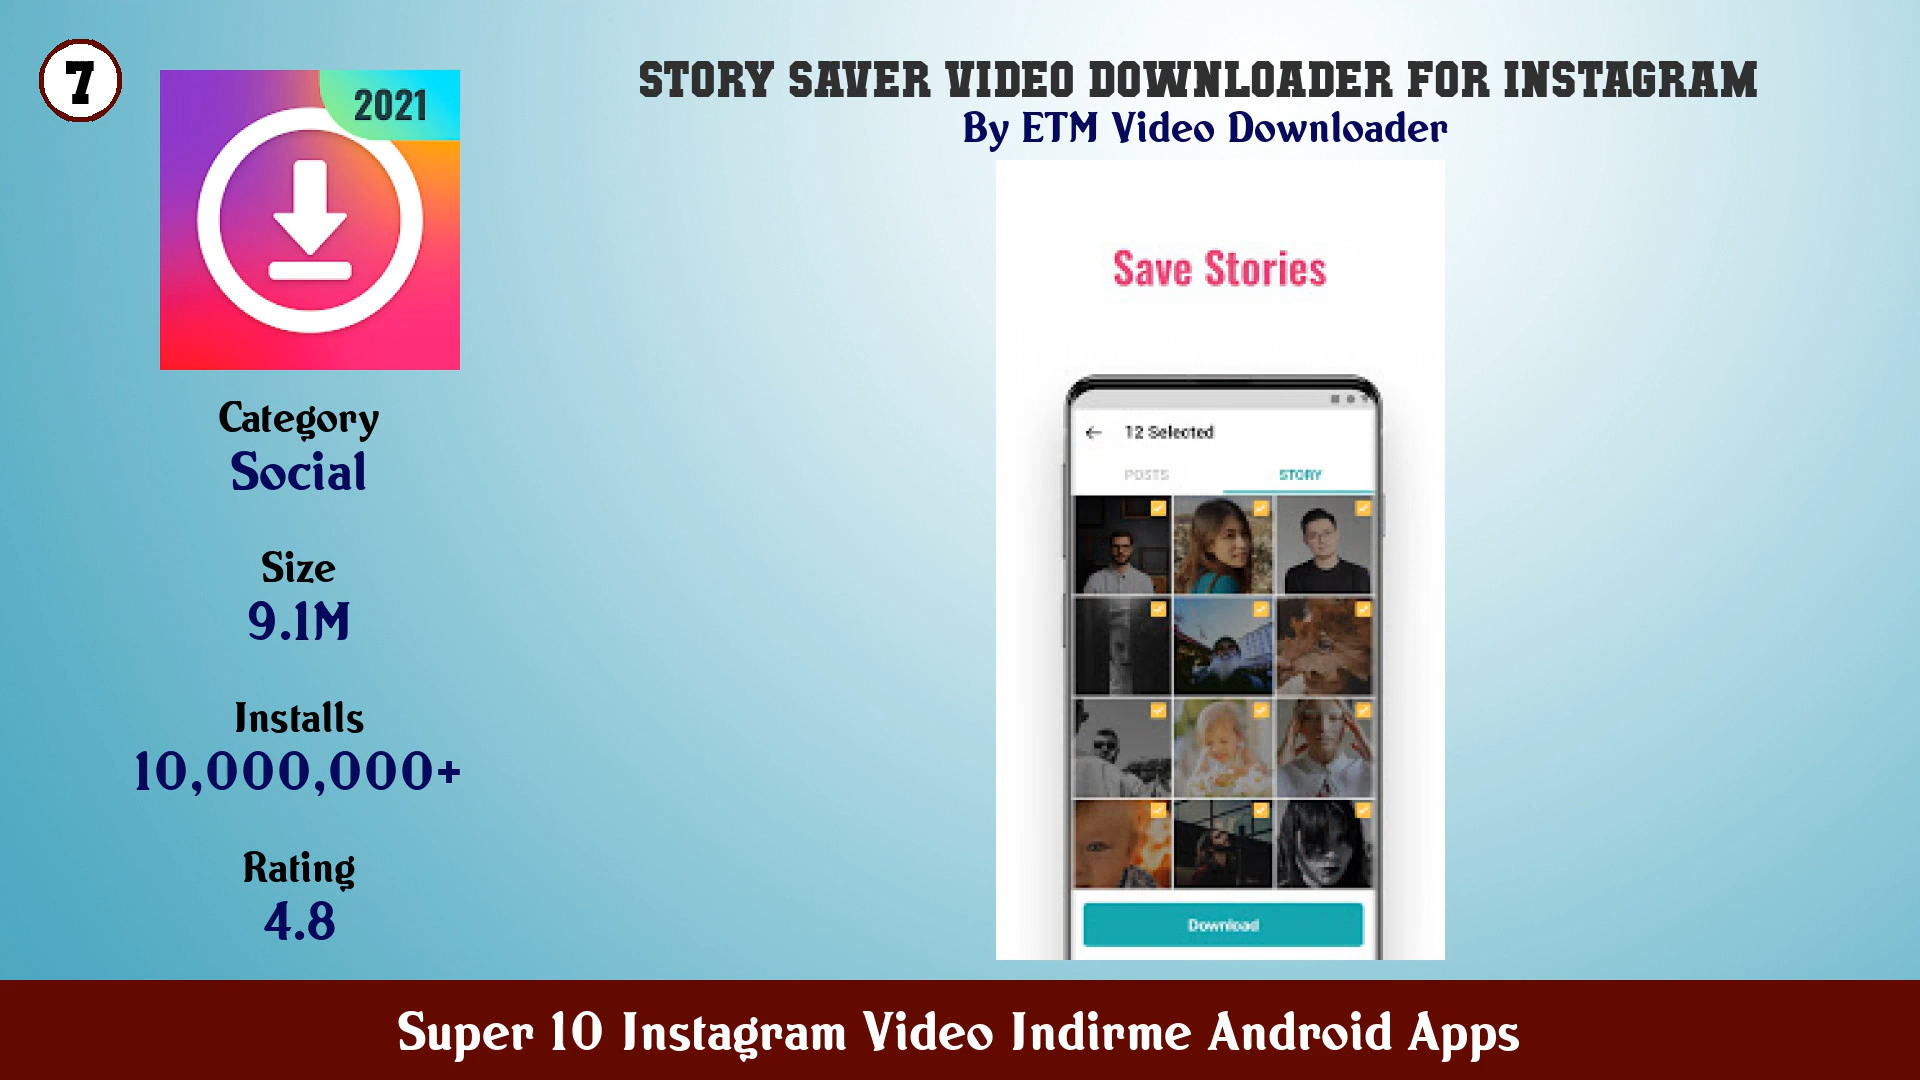 7
2021
STORY SAVER VIDEO DOWNLOADER FOR INSTAGRAM
By ETM Video Downloader
Category
Social
Size
9.1M
Installs
10,000,000+
Rating
4.8
Save Stories
12 Selected
POSTS STORY
Download
Super 10 Instagram Video Indirme Android Apps